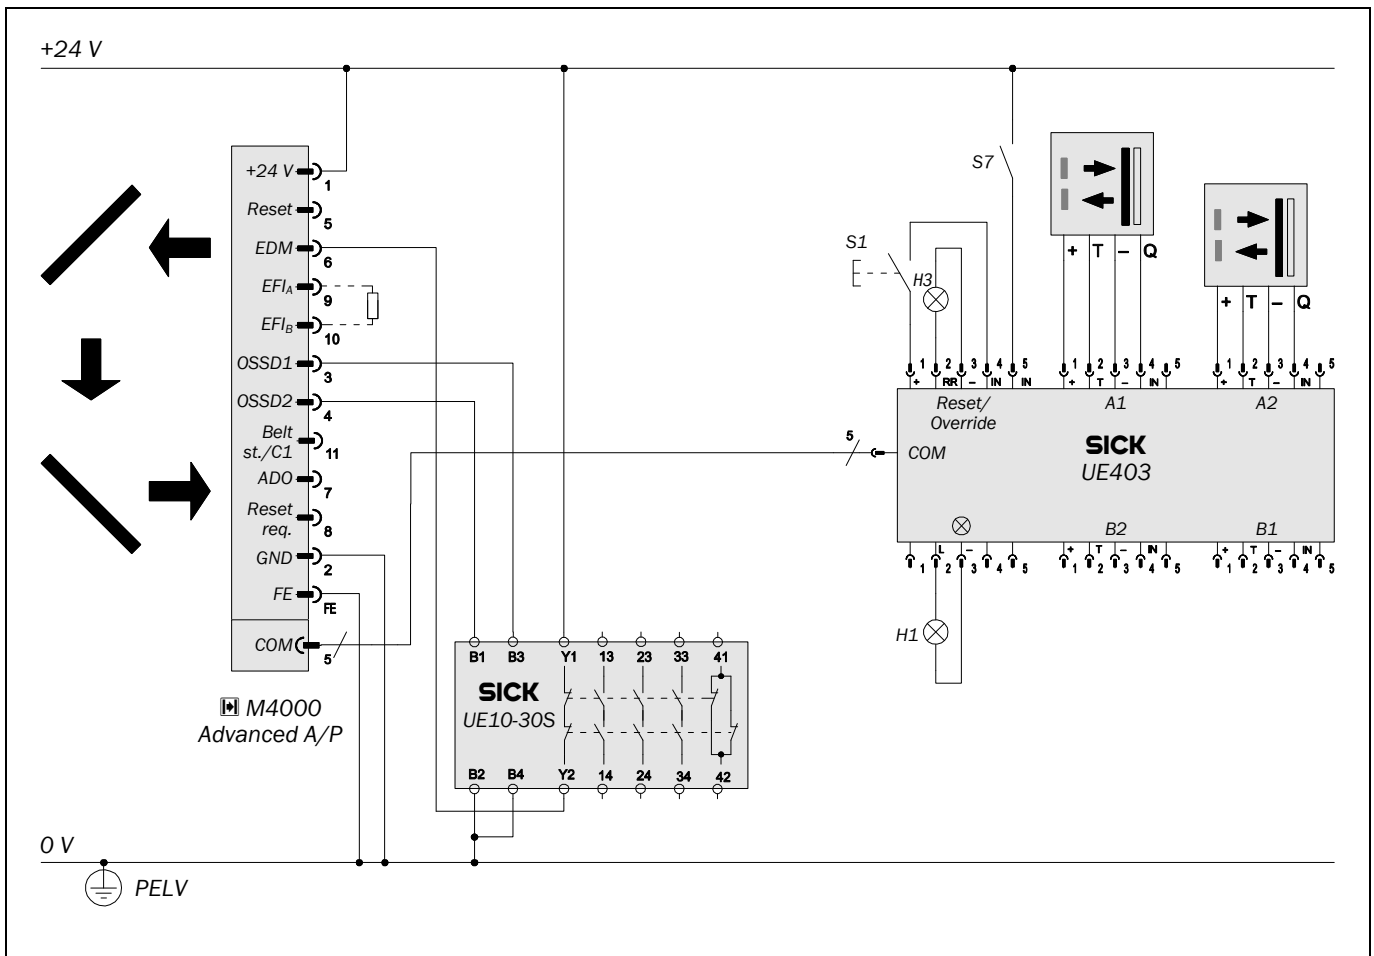 +24 V
+24 V
1
Reset
5
EDM
6
EFIA
9
EFIB
10
OSSD1
3
OSSD2
4
Belt
st./C1
11
ADO
7
Reset
req.
8
GND
2
FE
FE
COM
5
M4000
Advanced A/P
S7
S1
H3
+ T – Q
+ T – Q
1 2 3 4 5
+ RR – IN IN
1 2 3 4 5
+ T – IN
1 2 3 4 5
+ T – IN
Reset/
Override
A1
A2
5
COM
SICK
UE403
B2
B1
L –
1 2 3 4 5
+ T – IN
1 2 3 4 5
+ T – IN
1 2 3 4 5
H1
B1 B3 Y1 13 23 33 41
SICK
UE10-30S
B2 B4 Y2 14 24 34 42
0 V
PELV